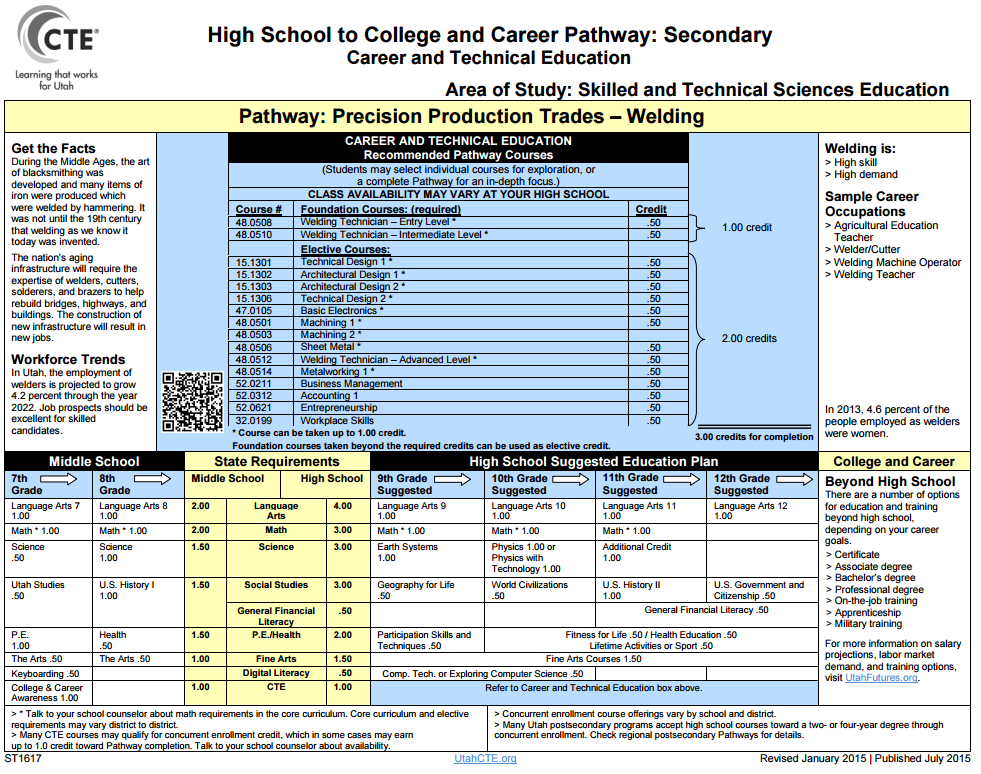 CTE®
Learning that works
for Utah
High School to College and Career Pathway: Secondary
Career and Technical Education
Area of Study: Skilled and Technical Sciences Education
Pathway: Precision Production Trades – Welding
Get the Facts
During the Middle Ages, the art
of blacksmithing was
developed and many items of
iron were produced which
were welded by hammering. It
was not until the 19th century
that welding as we know it
today was invented.
The nation's aging
infrastructure will require the
expertise of welders, cutters,
solderers, and brazers to help
rebuild bridges, highways, and
buildings. The construction of
new infrastructure will result in
new jobs.
Workforce Trends
In Utah, the employment of
welders is projected to grow
4.2 percent through the year
2022. Job prospects should be
excellent for skilled
candidates.
CAREER AND TECHNICAL EDUCATION
Recommended Pathway Courses
(Students may select individual courses for exploration, or
a complete Pathway for an in-depth focus.)
CLASS AVAILABILITY MAY VARY AT YOUR HIGH SCHOOL
Course # Foundation Courses: (required) Credit
48.0508 Welding Technician – Entry Level * .50
48.0510 Welding Technician – Intermediate Level * .50
1.00 credit
Elective Courses:
15.1301 Technical Design 1 * .50
15.1302 Architectural Design 1 * .50
15.1303 Architectural Design 2 * .50
15.1306 Technical Design 2 * .50
47.0105 Basic Electronics * .50
48.0501 Machining 1 * .50
48.0503 Machining 2 *
48.0506 Sheet Metal * .50
48.0512 Welding Technician – Advanced Level * .50
48.0514 Metalworking 1 * .50
52.0211 Business Management .50
52.0312 Accounting 1 .50
52.0621 Entrepreneurship .50
32.0199 Workplace Skills .50
2.00 credits
* Course can be taken up to 1.00 credit.
Foundation courses taken beyond the required credits can be used as elective credit.
3.00 credits for completion
Welding is:
> High skill
> High demand
Sample Career
Occupations
> Agricultural Education
Teacher
> Welder/Cutter
> Welding Machine Operator
> Welding Teacher
In 2013, 4.6 percent of the
people employed as welders
were women.
Middle School State Requirements High School Suggested Education Plan College and Career
7th Grade 8th Grade Middle School High School 9th Grade Suggested 10th Grade Suggested 11th Grade Suggested 12th Grade Suggested
Language Arts 7 1.00 Language Arts 8 1.00 2.00 Language Arts 4.00 Language Arts 9 1.00 Language Arts 10 1.00 Language Arts 11 1.00 Language Arts 12 1.00
Math * 1.00 Math * 1.00 2.00 Math 3.00 Math * 1.00 Math * 1.00 Math * 1.00
Science .50 Science 1.00 1.50 Science 3.00 Earth Systems 1.00 Physics 1.00 or Physics with Technology 1.00 Additional Credit 1.00
Utah Studies .50 U.S. History I 1.00 1.50 Social Studies 3.00 Geography for Life .50 World Civilizations .50 U.S. History II 1.00 U.S. Government and Citizenship .50
General Financial Literacy .50 General Financial Literacy .50
P.E. 1.00 Health .50 1.50 P.E./Health 2.00 Participation Skills and Techniques .50 Fitness for Life .50 / Health Education .50 Lifetime Activities or Sport .50
The Arts .50 The Arts .50 1.00 Fine Arts 1.50 Fine Arts Courses 1.50
Keyboarding .50 Digital Literacy .50 Comp. Tech. or Exploring Computer Science .50
College & Career Awareness 1.00 1.00 CTE 1.00 Refer to Career and Technical Education box above.
Beyond High School
There are a number of options
for education and training
beyond high school,
depending on your career
goals.
> Certificate
> Associate degree
> Bachelor's degree
> Professional degree
> On-the-job training
> Apprenticeship
> Military training
For more information on salary
projections, labor market
demand, and training options,
visit UtahFutures.org.
> * Talk to your school counselor about math requirements in the core curriculum. Core curriculum and elective
requirements may vary district to district.
> Many CTE courses may qualify for concurrent enrollment credit, which in some cases may earn
up to 1.0 credit toward Pathway completion. Talk to your school counselor about availability.
> Concurrent enrollment course offerings vary by school and district.
> Many Utah postsecondary programs accept high school courses toward a two- or four-year degree through
concurrent enrollment. Check regional postsecondary Pathways for details.
ST1617 UtahCTE.org Revised January 2015 | Published July 2015